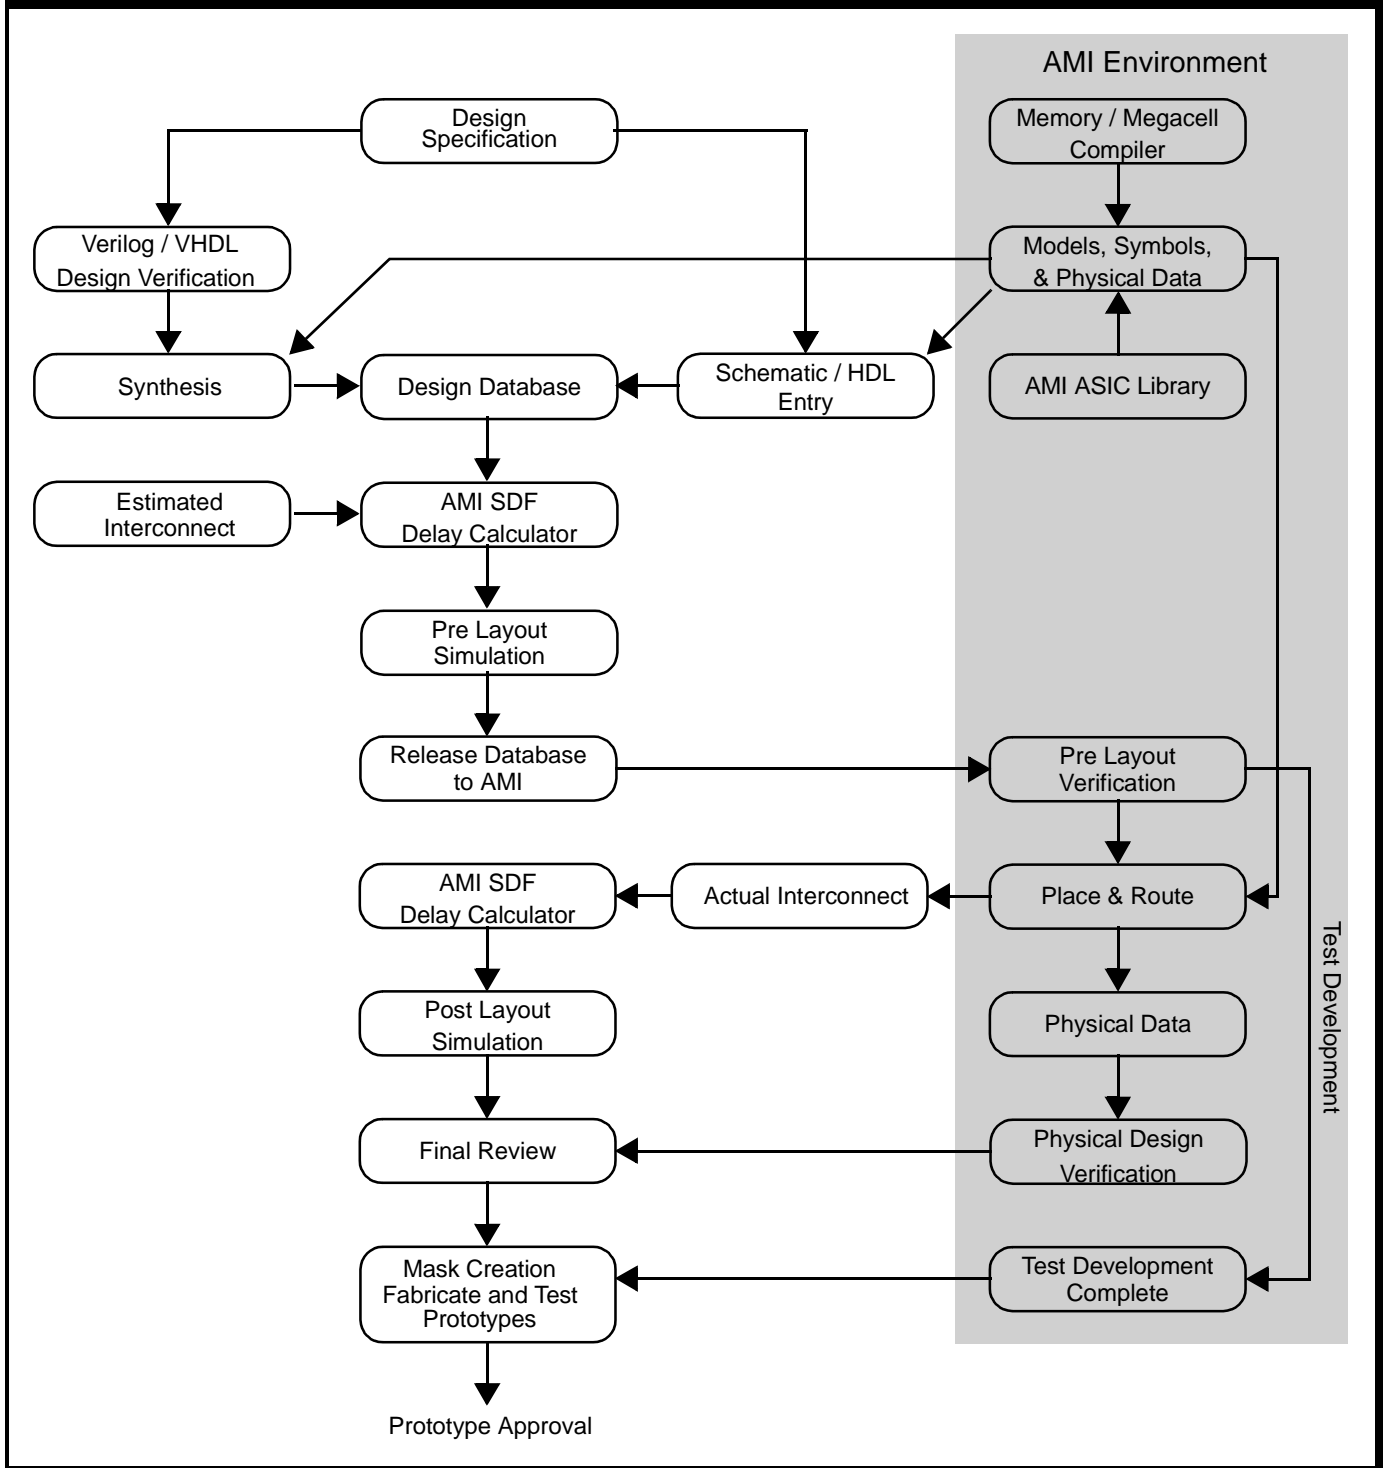 AMI Environment
Design
Specification
Memory / Megacell
Compiler
Verilog / VHDL
Design Verification
Models, Symbols,
& Physical Data
Synthesis
Design Database
Schematic / HDL
Entry
AMI ASIC Library
Estimated
Interconnect
AMI SDF
Delay Calculator
Pre Layout
Simulation
Release Database
to AMI
Pre Layout
Verification
AMI SDF
Delay Calculator
Actual Interconnect
Place & Route
Test Development
Post Layout
Simulation
Physical Data
Final Review
Physical Design
Verification
Mask Creation
Fabricate and Test
Prototypes
Test Development
Complete
Prototype Approval